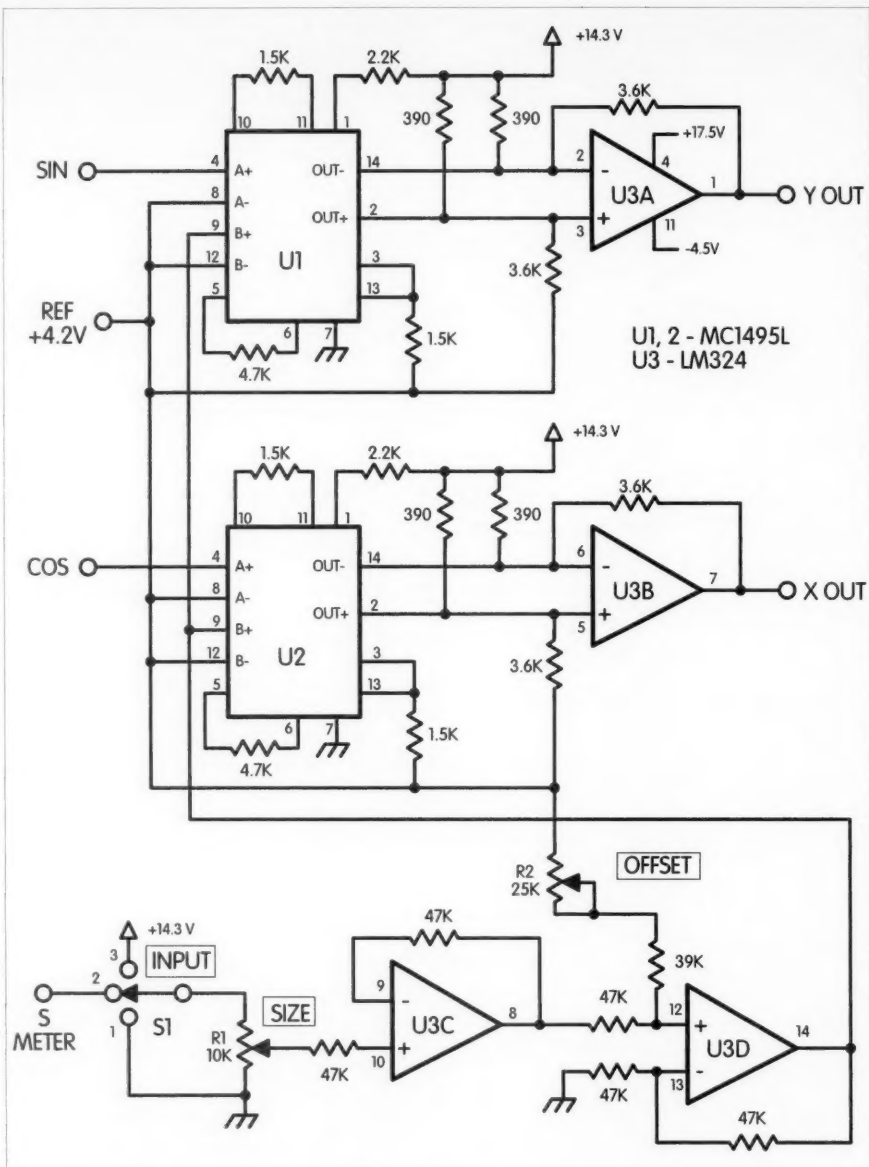 +14.3 V
1.5K
2.2K
3.6K
10
11
1
390
390
+17.5V
SIN
4
A+
OUT-
14
2
-
4
8
A-
U3A
1
Y OUT
9
B+
OUT+
2
3
+
11
-4.5V
12
B-
U1
3
5
13
3.6K
REF
+4.2V
6
7
1.5K
4.7K
U1, 2 - MC1495L
U3 - LM324
+14.3 V
1.5K
2.2K
3.6K
10
11
1
390
390
COS
4
A+
OUT-
14
6
-
8
A-
U3B
7
X OUT
9
B+
OUT+
2
5
+
12
B-
U2
3
5
13
3.6K
6
7
1.5K
4.7K
R2
25K
OFFSET
+14.3 V
47K
3
INPUT
39K
2
9
-
S
METER
1
S1
SIZE
U3C
8
47K
12
+
14
R1
10K
47K
10
+
U3D
47K
13
-
47K